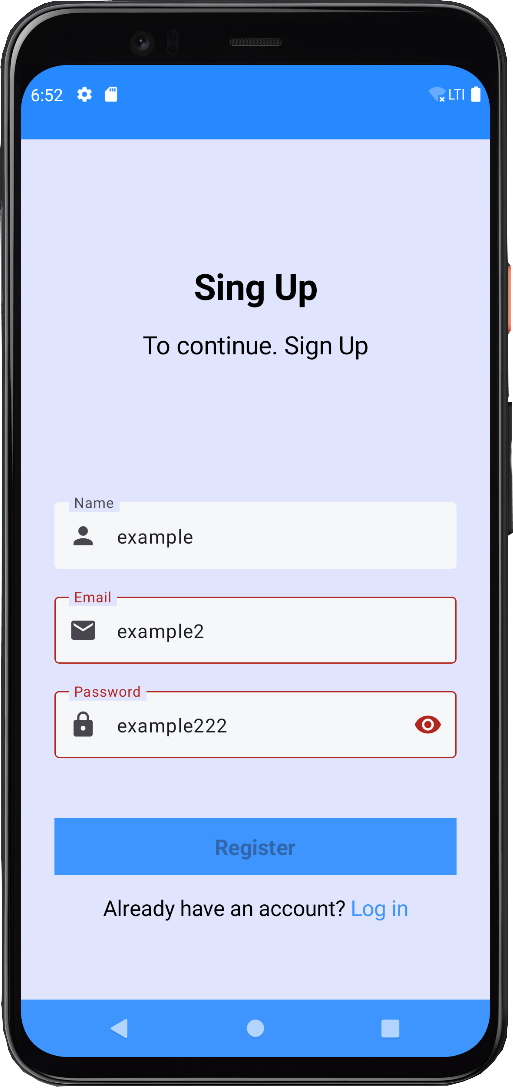 6:52 LTI
Sing Up
To continue. Sign Up
Name
example
Email
example2
Password
example222
Register
Already have an account? Log in